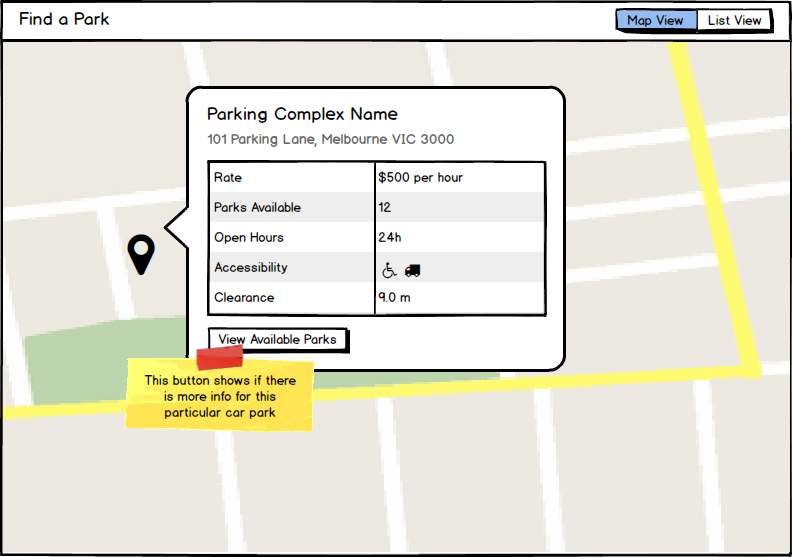 Find a Park
Map View
List View
Parking Complex Name
101 Parking Lane, Melbourne VIC 3000
Rate $500 per hour
Parks Available 12
Open Hours 24h
Accessibility
Clearance 9.0 m
View Available Parks
This button shows if there
is more info for this
particular car park